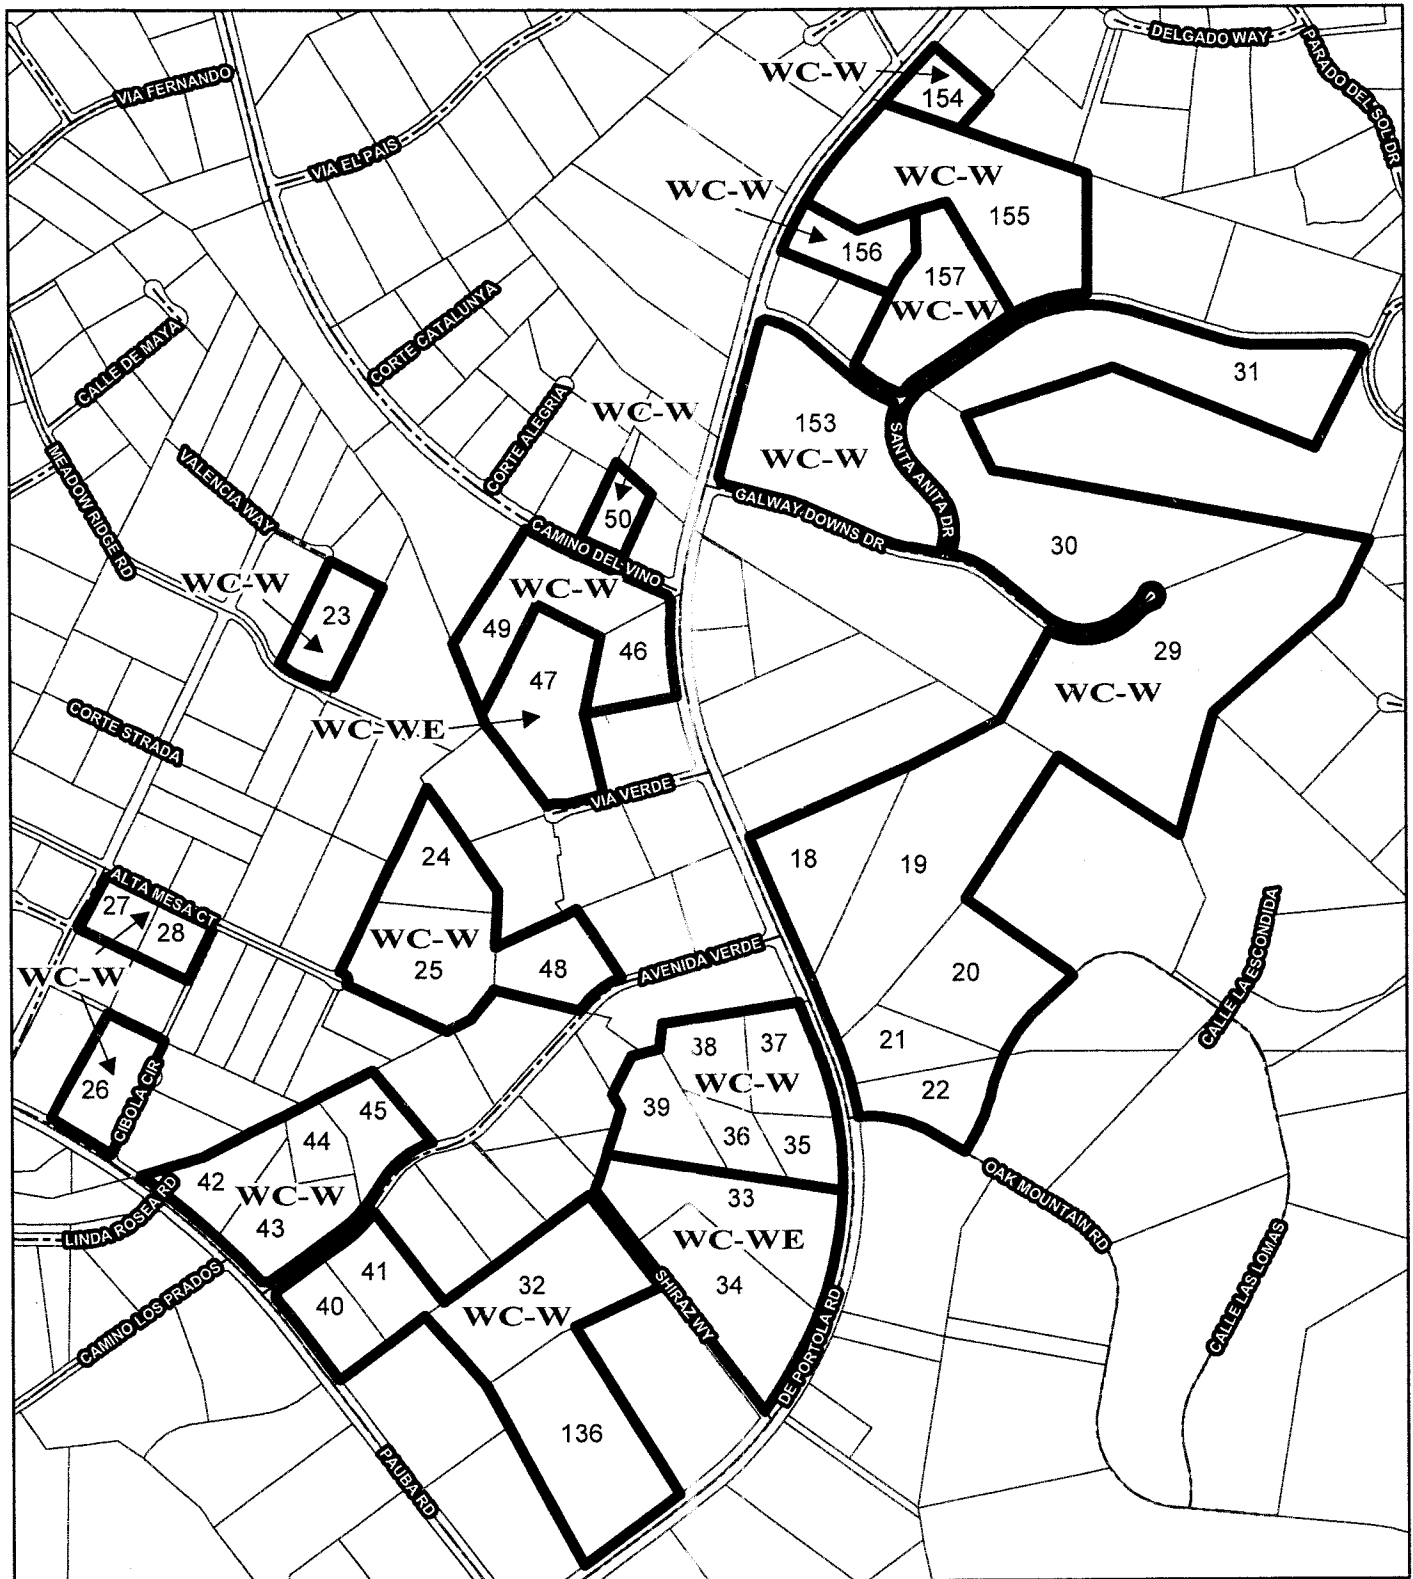 DELGADO WAY
PARADO DEL SOL DR
WC-W
154
VIA FERNANDO
VIA EL PAIS
WC-W
WC-W
155
156
157
WC-W
CORTE CATALUNYA
CALLE DE MAYA
31
CORTE ALEGRIA
WC-W
153
WC-W
SANTA ANITA DR
MEADOW RIDGE RD
VALENCIA WAY
GALWAY DOWNS DR
50
CAMINO DEL VINO
30
WC-W
23
WC-W
49
46
47
29
WC-W
WC-WE
CORTE STRADA
VIA VERDE
24
18
19
ALTA MESA CT
27
28
WC-W
25
WC-W
48
AVENIDA VERDE
20
CALLE LA ESCONDIDA
21
22
38
37
WC-W
26
CIBOLA CIR
45
39
36
35
44
42
WC-W
43
OAK MOUNTAIN RD
LINDA ROSEA RD
33
WC-WE
34
41
40
32
WC-W
SHIRAZ WY
CALLE LAS LOMAS
CAMINO LOS PRADOS
DE PORTOLA RD
136
PAUBA RD